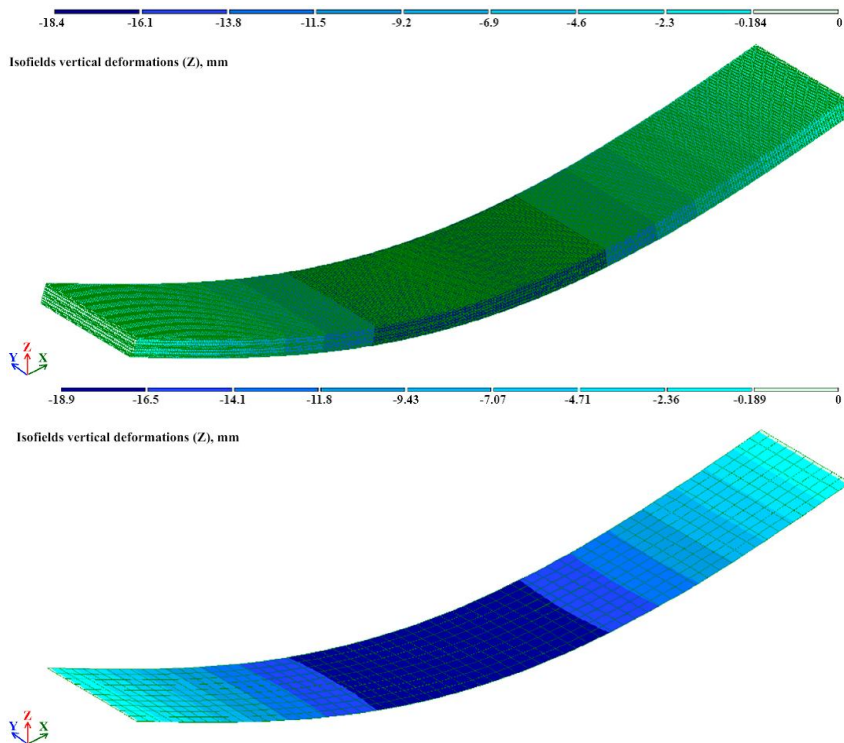 -18.4 -16.1 -13.8 -11.5 -9.2 -6.9 -4.6 -2.3 -0.184 0
Isofields vertical deformations (Z), mm
Z
Y X
-18.9 -16.5 -14.1 -11.8 -9.43 -7.07 -4.71 -2.36 -0.189 0
Isofields vertical deformations (Z), mm
Z
Y X